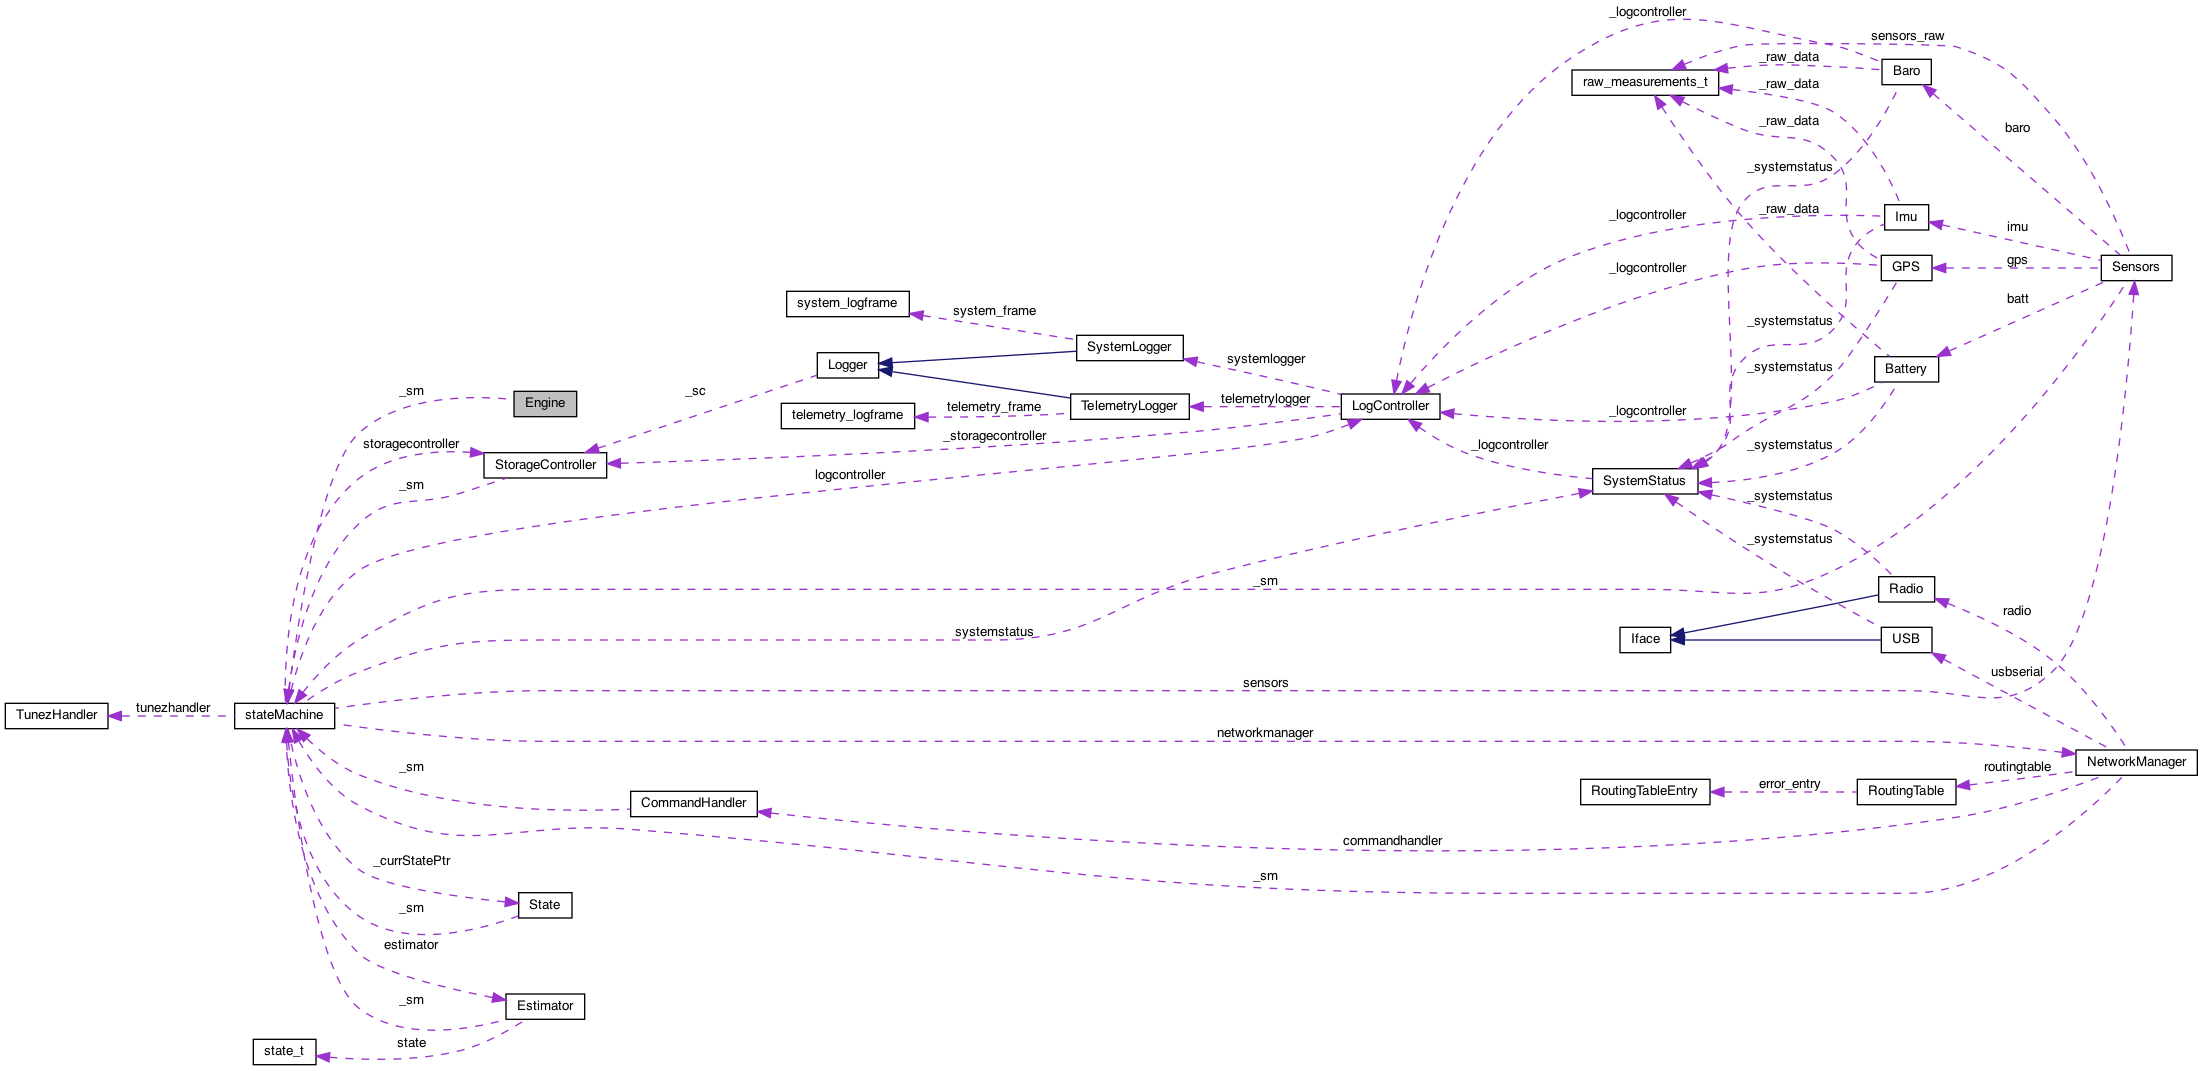 _logcontroller
sensors_raw
_raw_data
Baro
raw_measurements_t
_raw_data
_raw_data
baro
_systemstatus
_raw_data
_logcontroller
Imu
imu
_logcontroller
GPS
gps
Sensors
system_logframe
system_frame
batt
_systemstatus
SystemLogger
systemlogger
Logger
_systemstatus
Battery
_sm
_sc
Engine
telemetry_logframe
telemetry_frame
TelemetryLogger
telemetrylogger
LogController
_logcontroller
storagecontroller
_storagecontroller
_logcontroller
_systemstatus
StorageController
logcontroller
_sm
SystemStatus
_systemstatus
_systemstatus
_sm
Radio
radio
systemstatus
Iface
USB
usbserial
sensors
TunezHandler
tunezhandler
stateMachine
networkmanager
_sm
NetworkManager
routingtable
CommandHandler
RoutingTableEntry
error_entry
RoutingTable
commandhandler
_currStatePtr
_sm
State
_sm
estimator
_sm
Estimator
state
state_t